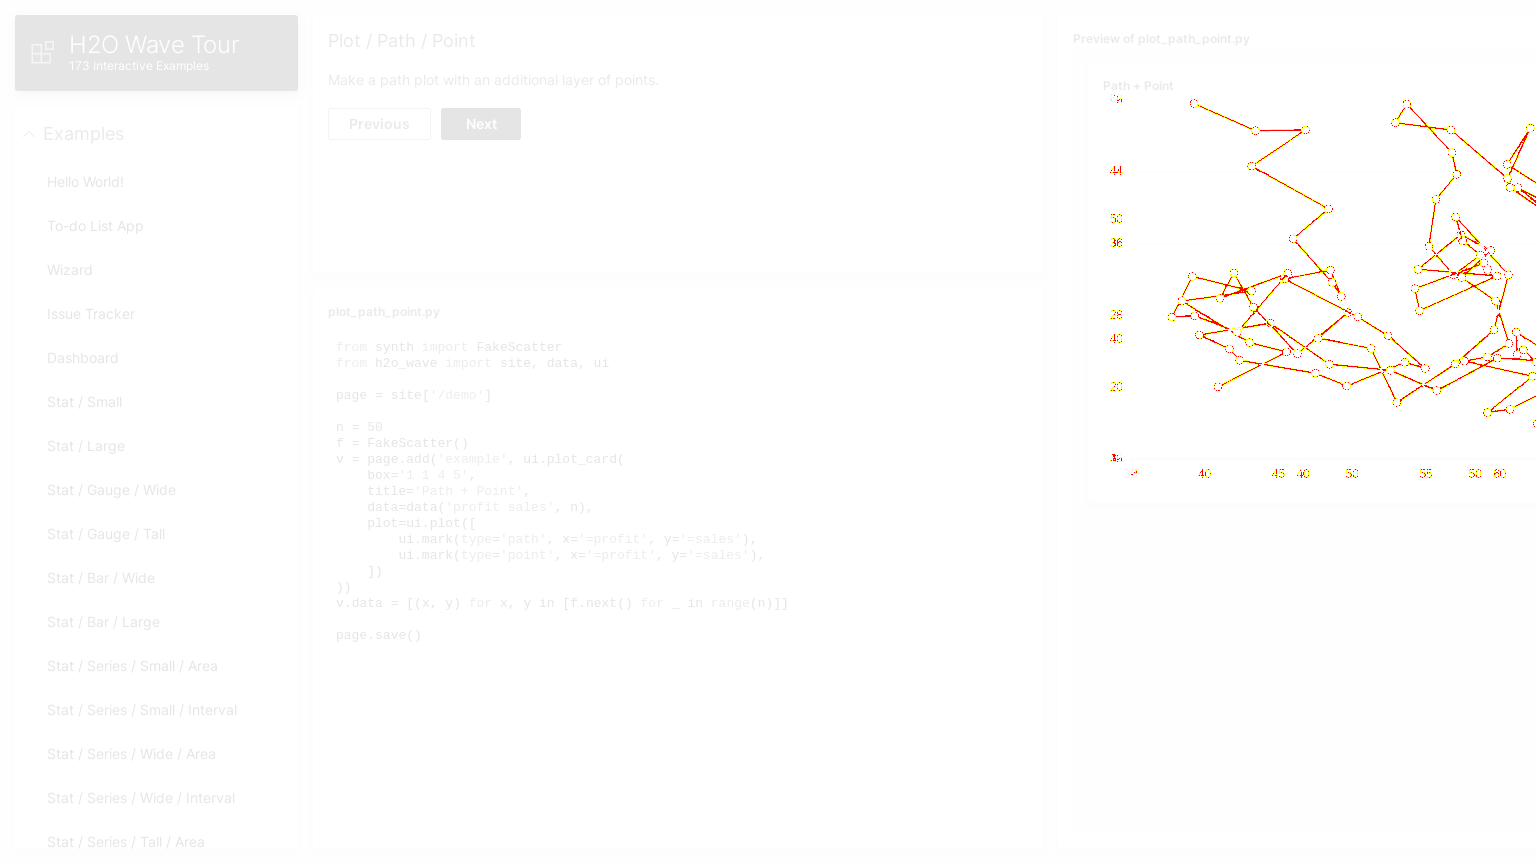 H2O Wave Tour
173 Interactive Examples
Examples
Hello World!
To-do List App
Wizard
Issue Tracker
Dashboard
Stat / Small
Stat / Large
Stat / Gauge / Wide
Stat / Gauge / Tall
Stat / Bar / Wide
Stat / Bar / Large
Stat / Series / Small / Area
Stat / Series / Small / Interval
Stat / Series / Wide / Area
Stat / Series / Wide / Interval
Stat / Series / Tall / Area
Plot / Path / Point
Make a path plot with an additional layer of points.
Previous Next
plot_path_point.py
from synth import FakeScatter
from h2o_wave import site, data, ui
page = site['/demo']
n = 50
f = FakeScatter()
v = page.add('example', ui.plot_card(
    box='1 1 4 5',
    title='Path + Point',
    data=data('profit sales', n),
    plot=ui.plot([
        ui.mark(type='path', x='=profit', y='=sales'),
        ui.mark(type='point', x='=profit', y='=sales'),
    ])
))
v.data = [(x, y) for x, y in [f.next() for _ in range(n)]]
page.save()
Preview of plot_path_point.py
Path + Point
44
50
36
28
40
20
40 45 40 50 55 50 60